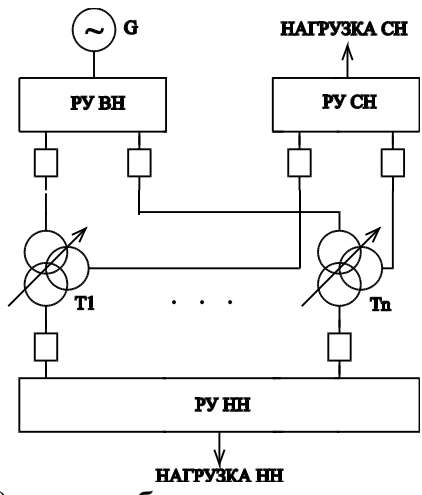 G
НАГРУЗКА СН
РУ ВН
РУ СН
~
T1
. . .
Tn
РУ НН
НАГРУЗКА НН